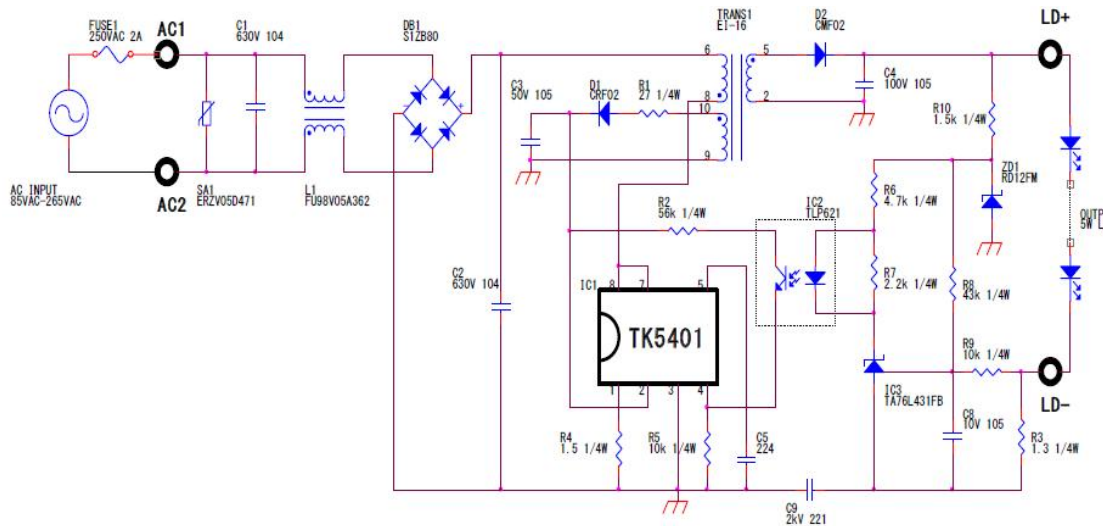 FUSE1
250VAC 2A
AC1
C1
630V 104
DB1
S1ZB80
TRANS1
EI-16
D2
CMF02
LD+
6
5
8
10
2
9
C3
50V 105
D1
CRF02
R1
27 1/4W
C4
100V 105
R10
1.5k 1/4W
AC INPUT
85VAC-265VAC
AC2
SA1
ERZV05D471
L1
FU98V05A362
-
+
R2
56k 1/4W
IC2
TLP621
R6
4.7k 1/4W
ZD1
RD12FM
OUTP
5W L
C2
630V 104
IC1
8
7
5
TK5401
1
2
3
4
R7
2.2k 1/4W
R8
43k 1/4W
R9
10k 1/4W
IC3
TA76L431FB
LD-
R4
1.5 1/4W
R5
10k 1/4W
C5
224
C8
10V 105
R3
1.3 1/4W
C9
2kV 221